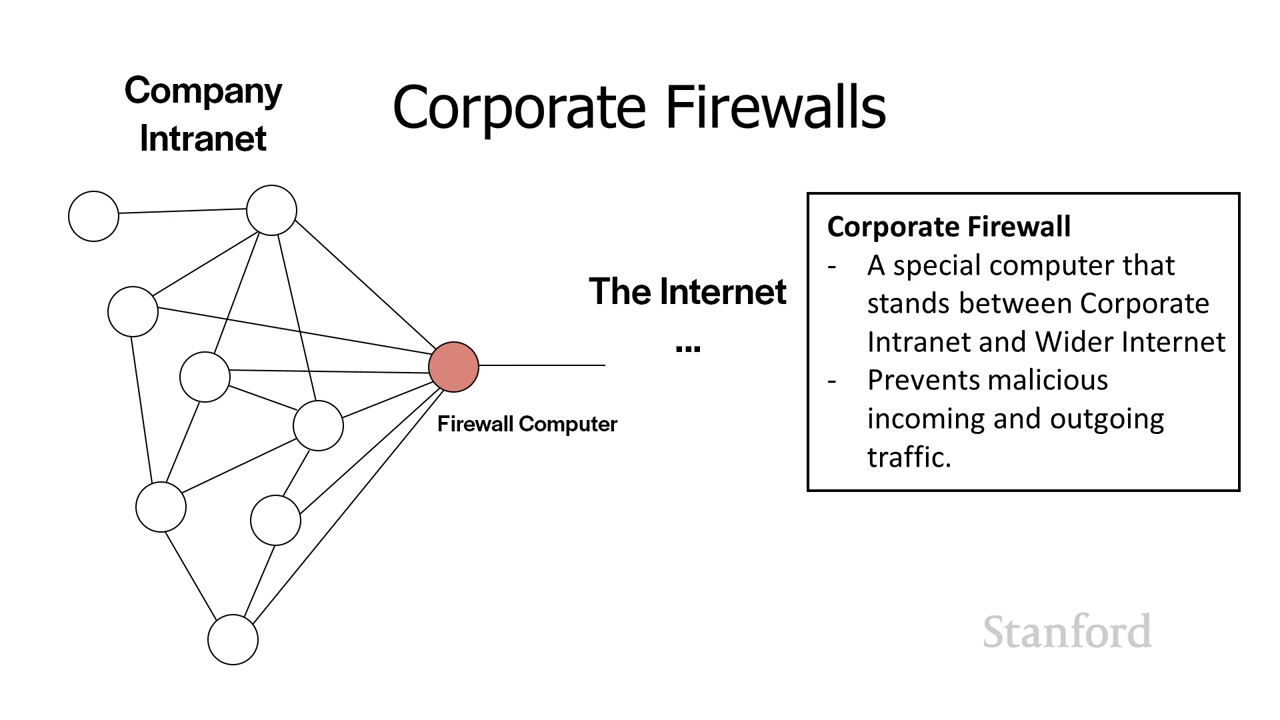 Company
Intranet
Corporate Firewalls
The Internet
...
Firewall Computer
Corporate Firewall
- A special computer that
stands between Corporate
Intranet and Wider Internet
- Prevents malicious
incoming and outgoing
traffic.
Stanford